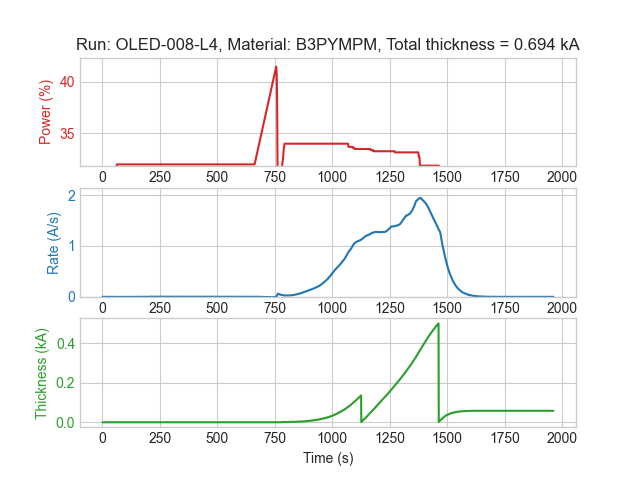 Run: OLED-008-L4, Material: B3PYMPM, Total thickness = 0.694 kA
Power (%)
40
35
0 250 500 750 1000 1250 1500 1750 2000
Rate (A/s)
2
1
0
0 250 500 750 1000 1250 1500 1750 2000
Thickness (kA)
0.4
0.2
0.0
0 250 500 750 1000 1250 1500 1750 2000
Time (s)